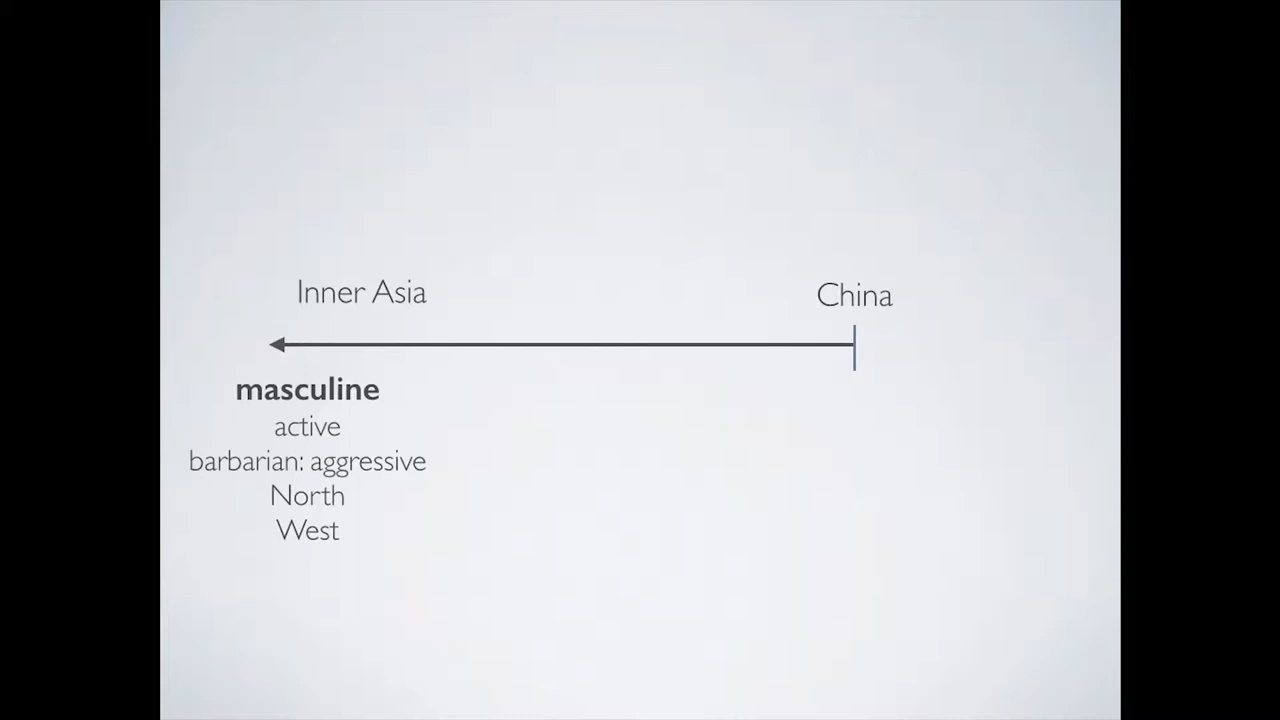 Inner Asia
China
masculine
active
barbarian: aggressive
North
West